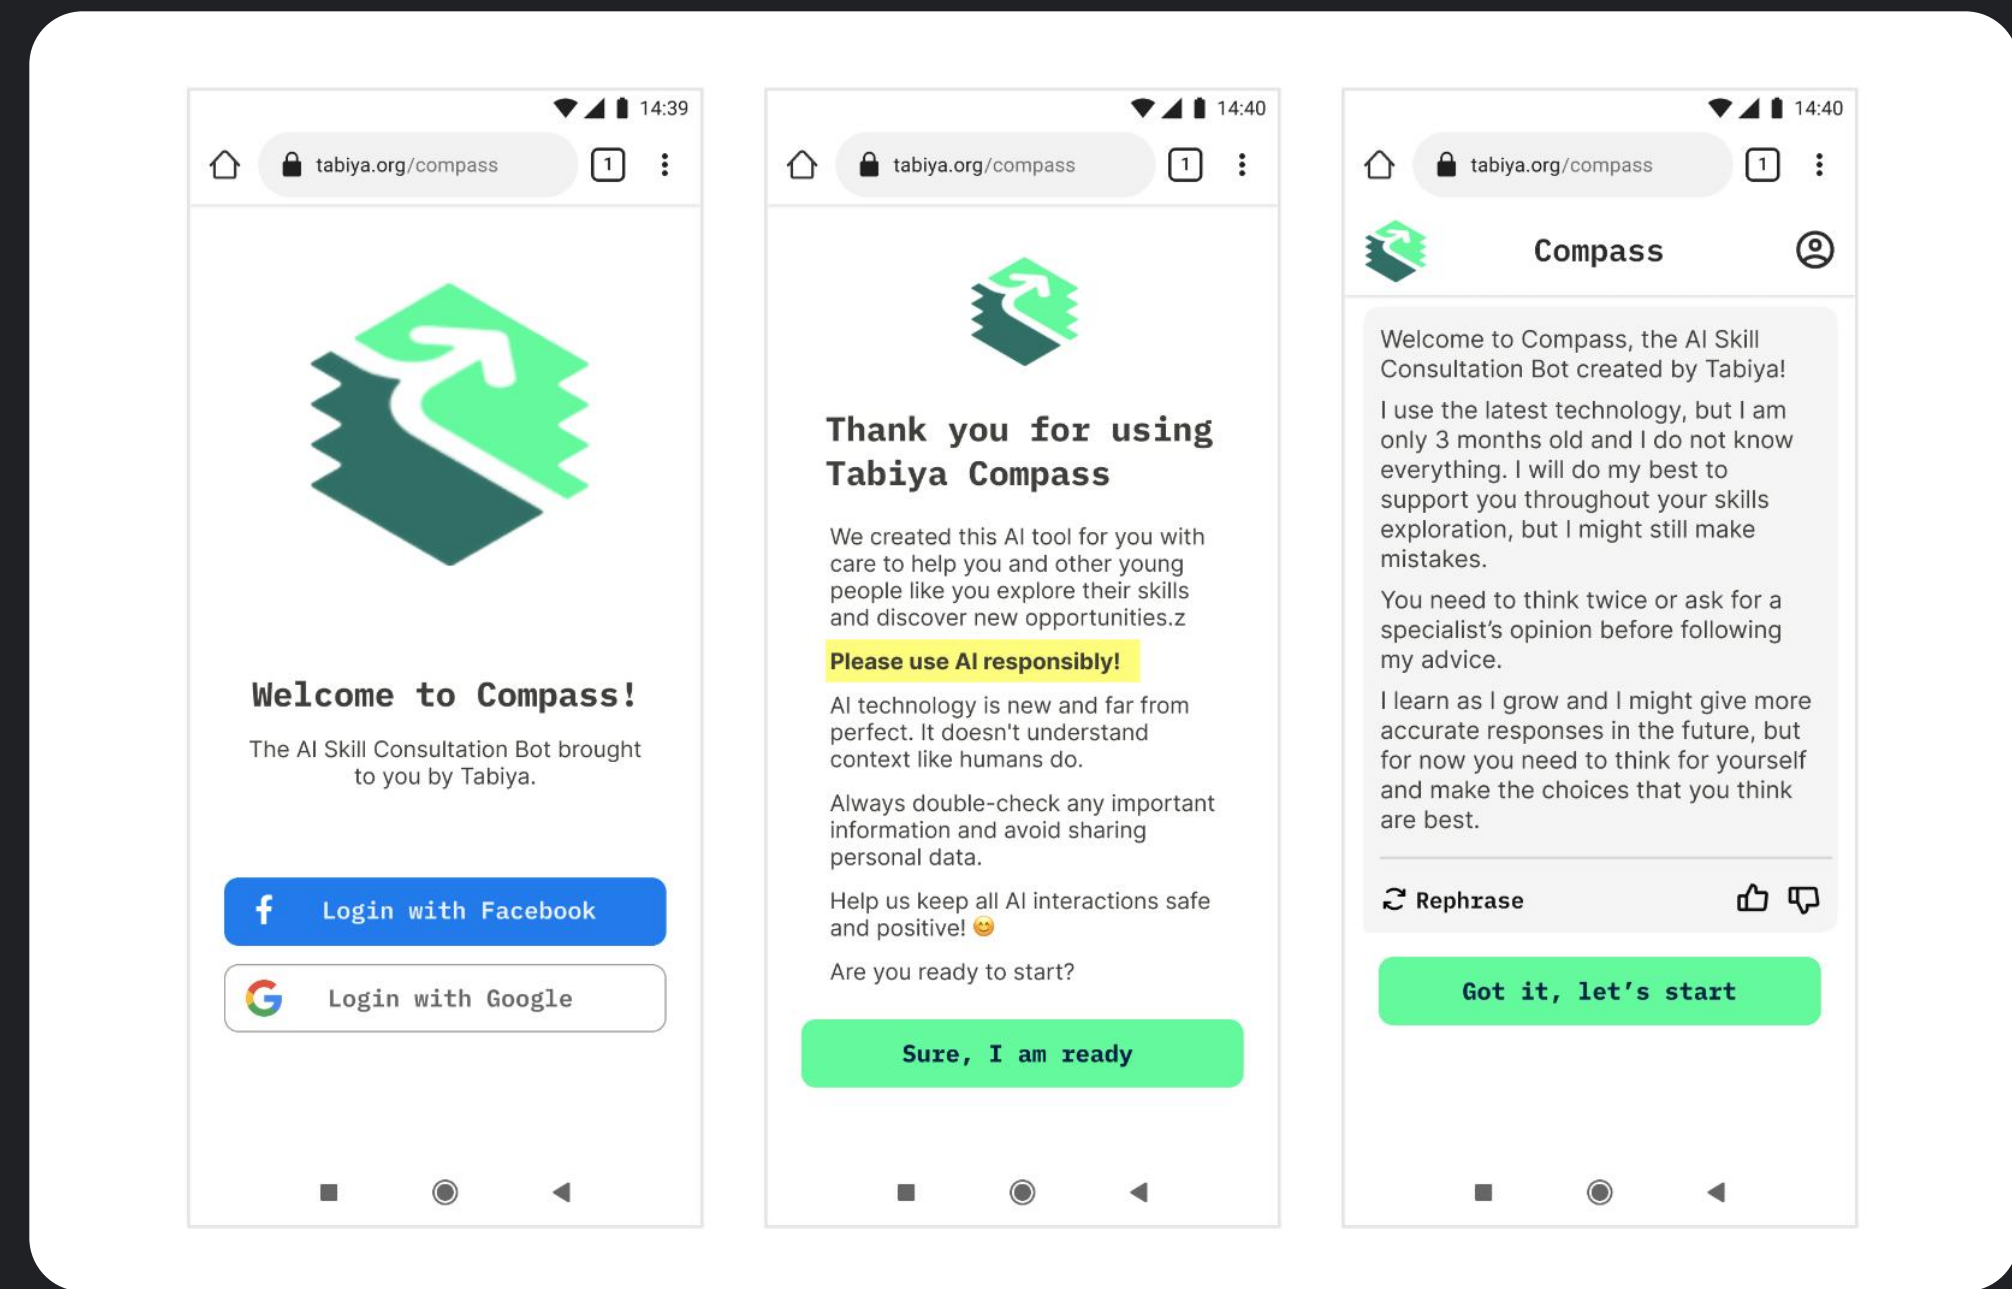 14:39
tabiya.org/compass
1
Welcome to Compass!
The AI Skill Consultation Bot brought
to you by Tabiya.
Login with Facebook
Login with Google
14:40
tabiya.org/compass
1
Thank you for using
Tabiya Compass
We created this AI tool for you with
care to help you and other young
people like you explore their skills
and discover new opportunities.z
Please use AI responsibly!
AI technology is new and far from
perfect. It doesn't understand
context like humans do.
Always double-check any important
information and avoid sharing
personal data.
Help us keep all AI interactions safe
and positive! 😊
Are you ready to start?
Sure, I am ready
14:40
tabiya.org/compass
1
Compass
Welcome to Compass, the AI Skill
Consultation Bot created by Tabiya!
I use the latest technology, but I am
only 3 months old and I do not know
everything. I will do my best to
support you throughout your skills
exploration, but I might still make
mistakes.
You need to think twice or ask for a
specialist’s opinion before following
my advice.
I learn as I grow and I might give more
accurate responses in the future, but
for now you need to think for yourself
and make the choices that you think
are best.
Rephrase
Got it, let’s start